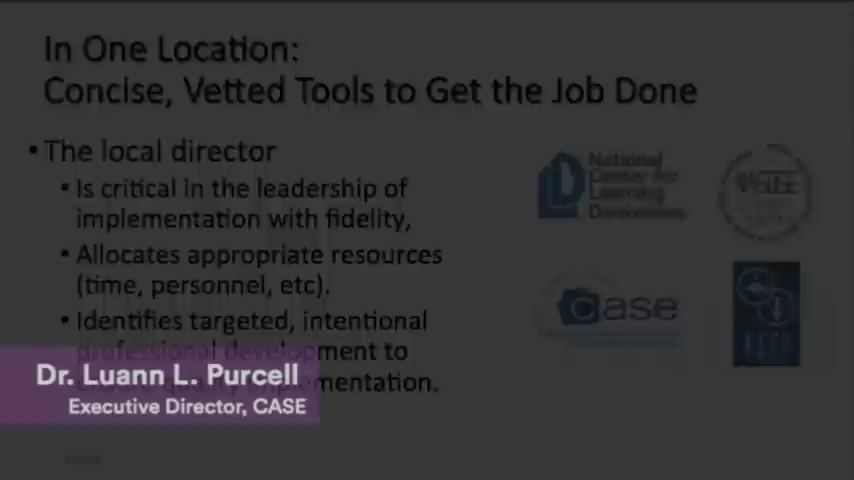 In One Location:
Concise, Vetted Tools to Get the Job Done
▪ The local director
▪ Is critical in the leadership of
implementation with fidelity,
▪ Allocates appropriate resources
(time, personnel, etc).
▪ Identifies targeted, intentional
professional development to
mentation.
National
Center for
Learning
Disabilities
case
Dr. Luann L. Purcell
Executive Director, CASE